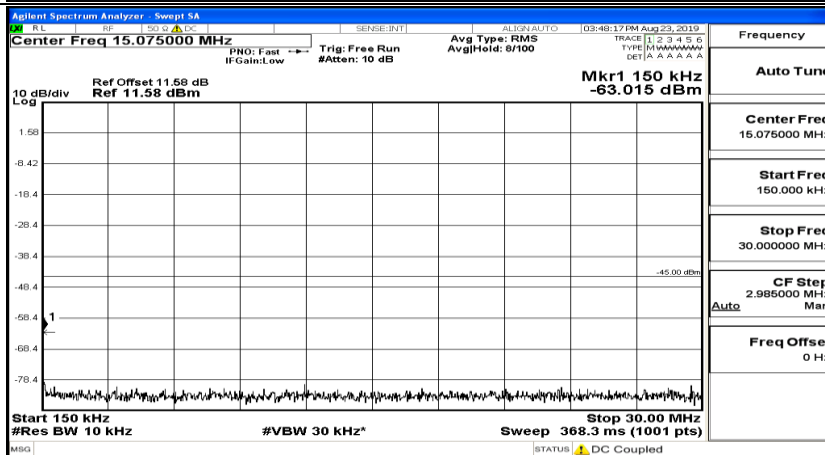 Agilent Spectrum Analyzer - Swept SA
LXI RL RF 50 Ω DC SENSE:INT ALIGN AUTO 03:48:17 PM Aug 23, 2019
Center Freq 15.075000 MHz
PNO: Fast
IFGain:Low
Trig: Free Run
#Atten: 10 dB
Avg Type: RMS
Avg|Hold: 8/100
TRACE 1 2 3 4 5 6
TYPE M W W W W W
DET A A A A A A
Ref Offset 11.58 dB
10 dB/div Ref 11.58 dBm
Log
Mkr1 150 kHz
-63.015 dBm
1.58
-8.42
-18.4
-28.4
-38.4
-45.00 dBm
-48.4
-58.4
1
-68.4
-78.4
Start 150 kHz
Stop 30.00 MHz
#Res BW 10 kHz #VBW 30 kHz* Sweep 368.3 ms (1001 pts)
MSG STATUS DC Coupled
Frequency
Auto Tune
Center Freq
15.075000 MHz
Start Freq
150.000 kHz
Stop Freq
30.000000 MHz
CF Step
2.985000 MHz
Auto Man
Freq Offset
0 Hz